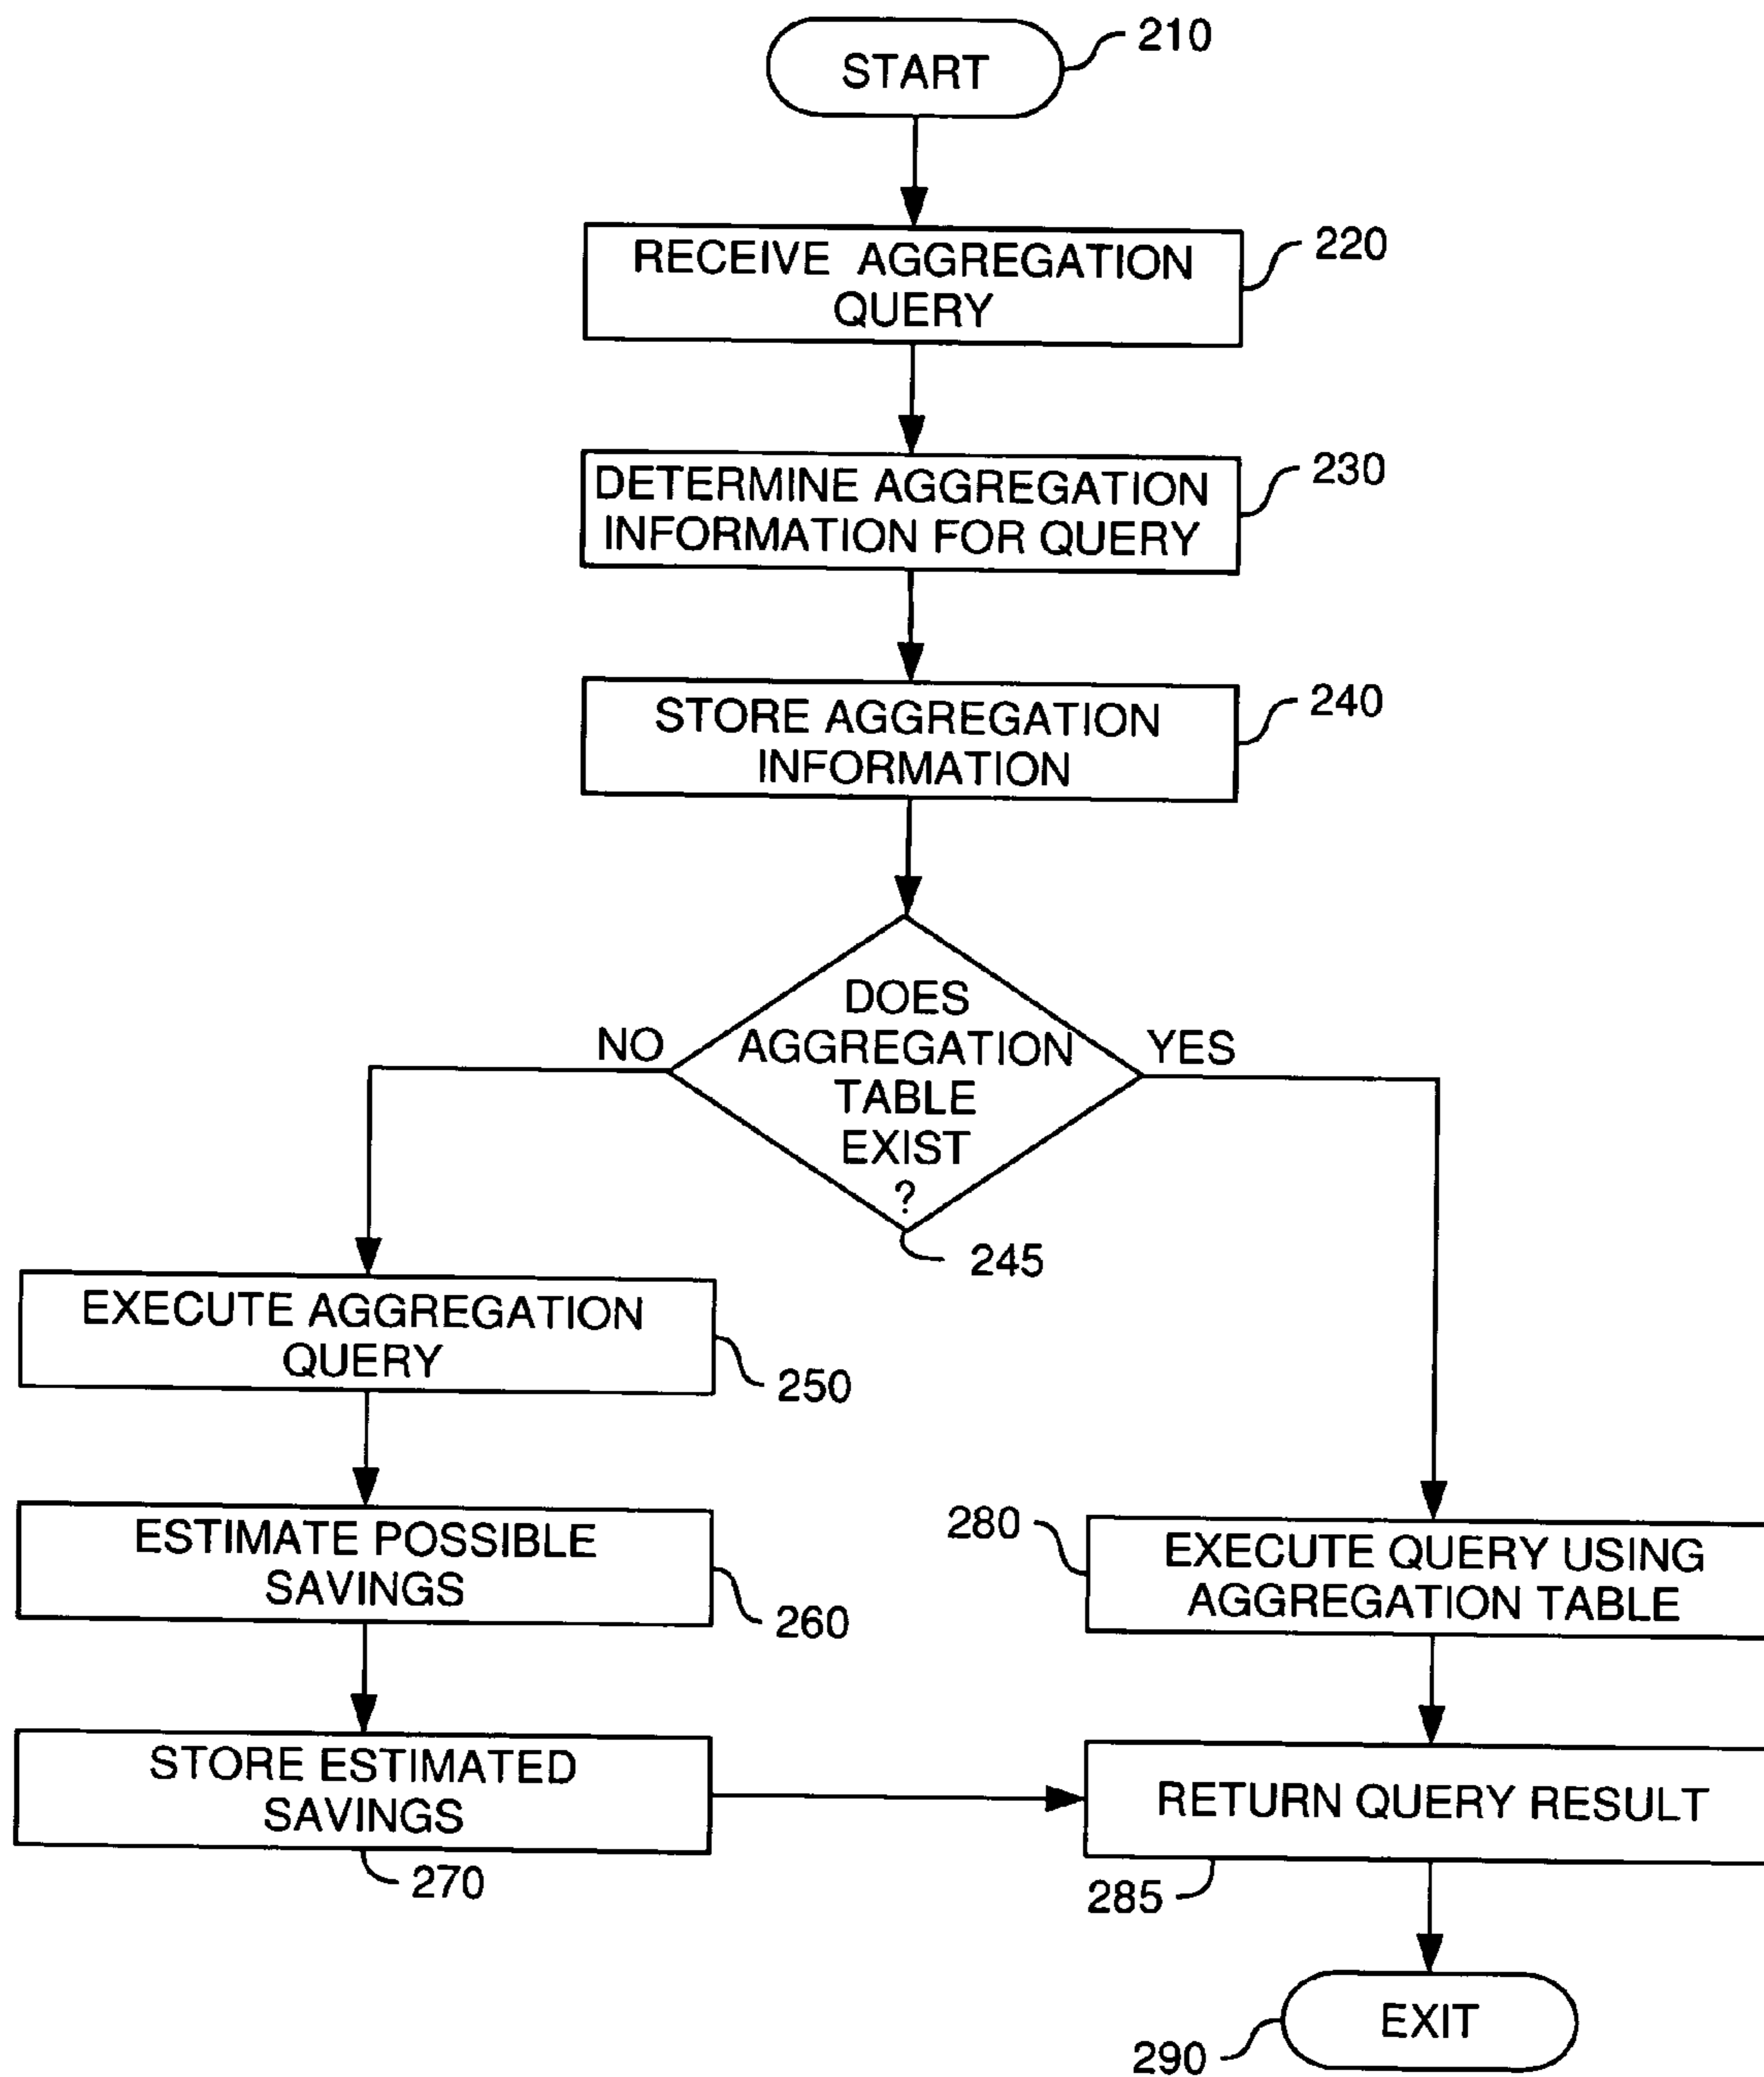 START
210
RECEIVE AGGREGATION
QUERY
220
DETERMINE AGGREGATION
INFORMATION FOR QUERY
230
STORE AGGREGATION
INFORMATION
240
DOES
AGGREGATION
TABLE
EXIST
?
245
NO
YES
EXECUTE AGGREGATION
QUERY
250
ESTIMATE POSSIBLE
SAVINGS
260
STORE ESTIMATED
SAVINGS
270
280
EXECUTE QUERY USING
AGGREGATION TABLE
RETURN QUERY RESULT
285
EXIT
290